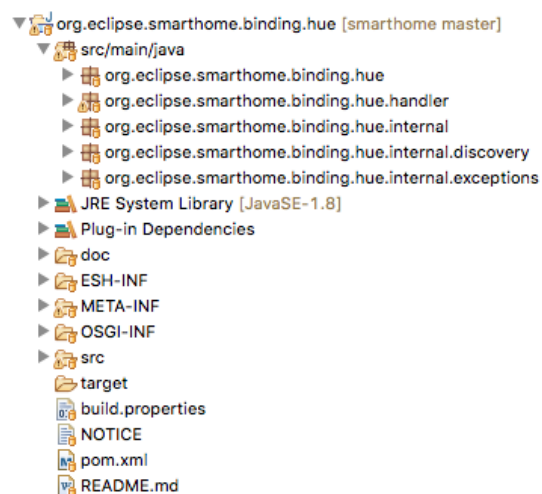 org.eclipse.smarthome.binding.hue [smarthome master]
src/main/java
org.eclipse.smarthome.binding.hue
org.eclipse.smarthome.binding.hue.handler
org.eclipse.smarthome.binding.hue.internal
org.eclipse.smarthome.binding.hue.internal.discovery
org.eclipse.smarthome.binding.hue.internal.exceptions
JRE System Library [JavaSE-1.8]
Plug-in Dependencies
doc
ESH-INF
META-INF
OSGI-INF
src
target
build.properties
NOTICE
pom.xml
README.md